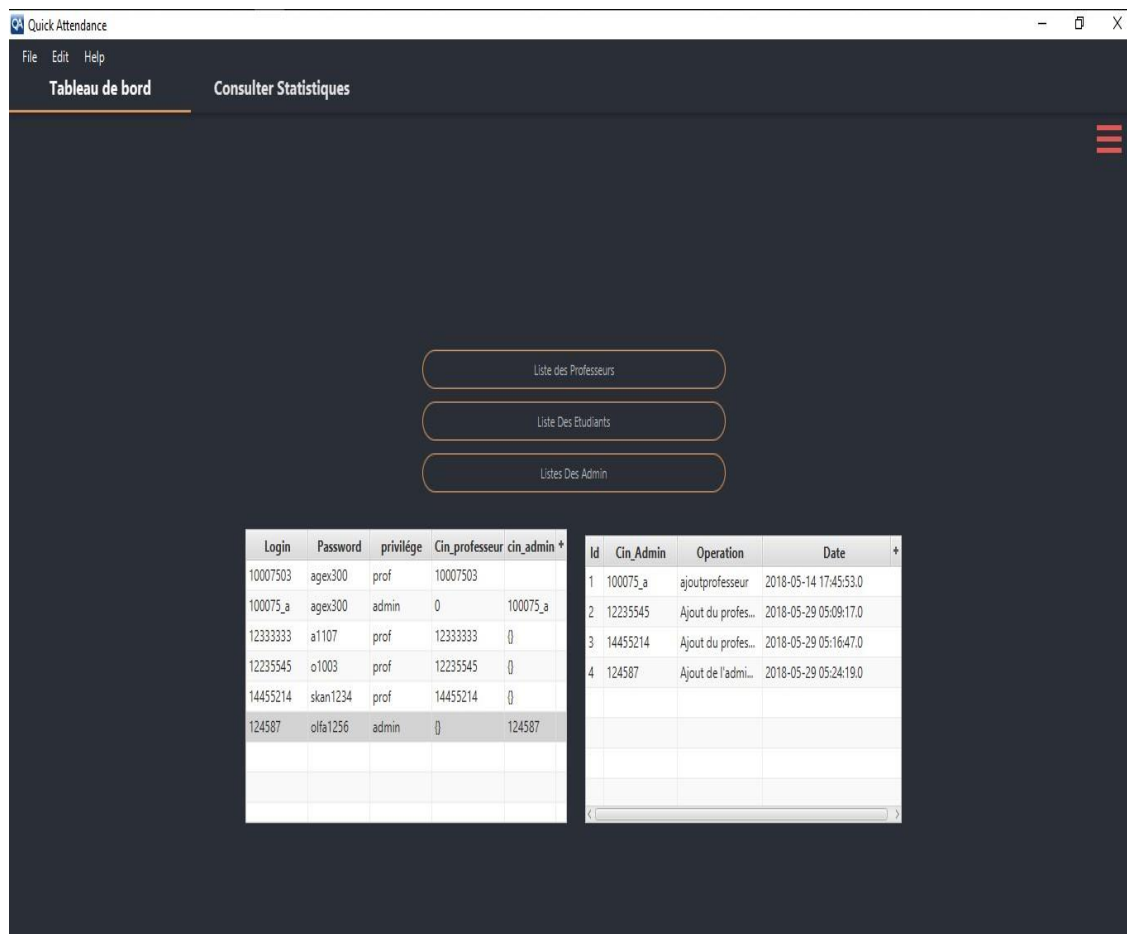 QA Quick Attendance
File Edit Help
Tableau de bord Consulter Statistiques
Liste des Professeurs
Liste Des Etudiants
Listes Des Admin
Login Password privilége Cin_professeur cin_admin +
10007503 agex300 prof 10007503
100075_a agex300 admin 0 100075_a
12333333 a1107 prof 12333333 {}
12235545 o1003 prof 12235545 {}
14455214 skan1234 prof 14455214 {}
124587 olfa1256 admin {} 124587
Id Cin_Admin Operation Date +
1 100075_a ajoutprofesseur 2018-05-14 17:45:53.0
2 12235545 Ajout du profes... 2018-05-29 05:09:17.0
3 14455214 Ajout du profes... 2018-05-29 05:16:47.0
4 124587 Ajout de l'admi... 2018-05-29 05:24:19.0